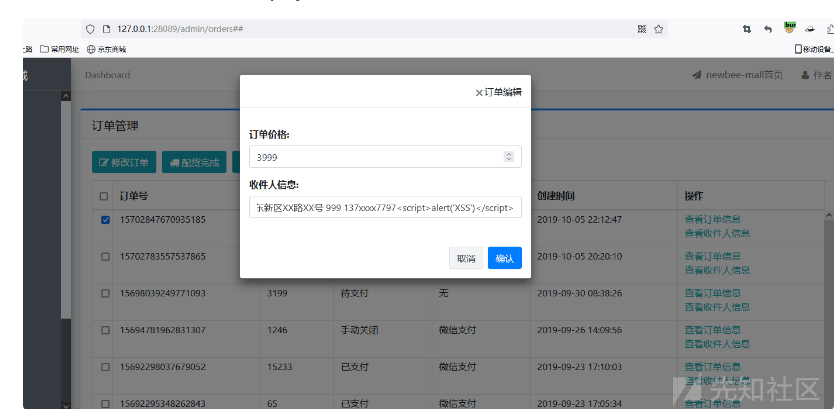 127.0.0.1:28089/admin/orders##
常用网址 京东商城
移动设备
Dashboard
newbee-mall首页 作者
×订单编辑
订单管理
订单价格:
修改订单 配货完成
3999
收件人信息:
订单号 创建时间 操作
东新区XX路XX号 999 137xxxx7797<script>alert('XSS')</script>
15702847670935185 2019-10-05 22:12:47 查看订单信息
查看收件人信息
取消 确认
15702783557537865 2019-10-05 20:20:10 查看订单信息
查看收件人信息
15698039249771093 3199 待支付 无 2019-09-30 08:38:26 查看订单信息
查看收件人信息
15694781962831307 1246 手动关闭 微信支付 2019-09-26 14:09:56 查看订单信息
查看收件人信息
15692298037679052 15233 已支付 微信支付 2019-09-23 17:10:03 查看订单信息
查看收件人信息
15692295348262843 65 已支付 微信支付 2019-09-23 17:05:34 查看订单信息
先知社区